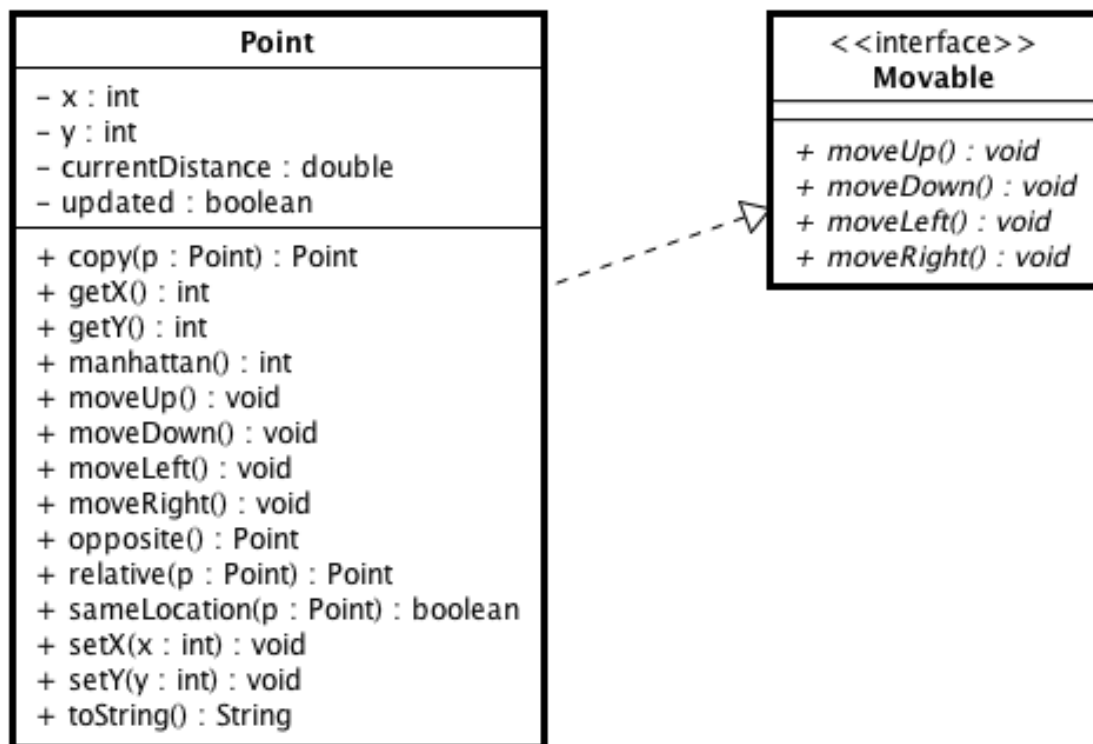 Point
- x : int
- y : int
- currentDistance : double
- updated : boolean
+ copy(p : Point) : Point
+ getX() : int
+ getY() : int
+ manhattan() : int
+ moveUp() : void
+ moveDown() : void
+ moveLeft() : void
+ moveRight() : void
+ opposite() : Point
+ relative(p : Point) : Point
+ sameLocation(p : Point) : boolean
+ setX(x : int) : void
+ setY(y : int) : void
+ toString() : String
<<interface>>
Movable
+ moveUp() : void
+ moveDown() : void
+ moveLeft() : void
+ moveRight() : void